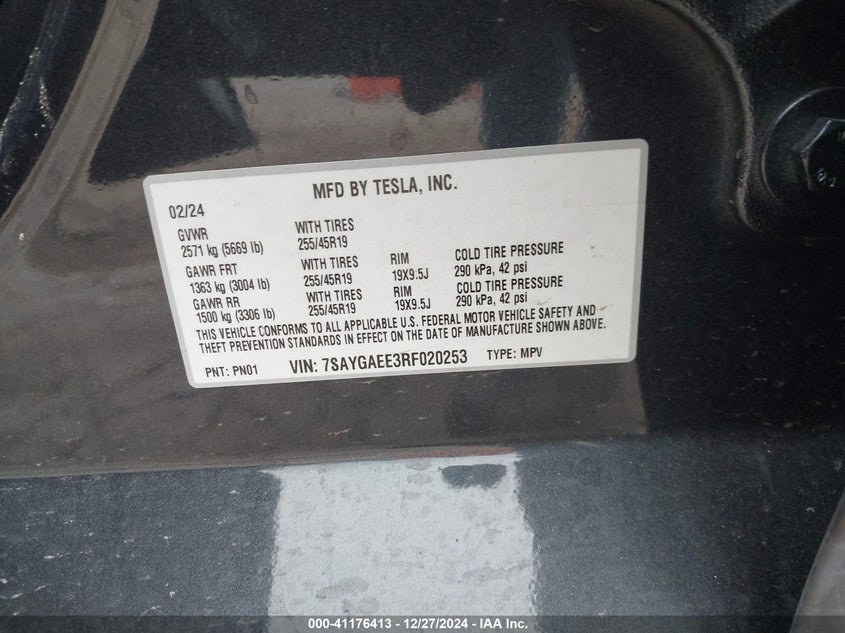 MFD BY TESLA, INC.
02/24
GVWR WITH TIRES
2571 kg (5669 lb) 255/45R19
GAWR FRT WITH TIRES RIM COLD TIRE PRESSURE
1363 kg (3004 lb) 255/45R19 19X9.5J 290 kPa, 42 psi
GAWR RR WITH TIRES RIM COLD TIRE PRESSURE
1500 kg (3306 lb) 255/45R19 19X9.5J 290 kPa, 42 psi
THIS VEHICLE CONFORMS TO ALL APPLICABLE U.S. FEDERAL MOTOR VEHICLE SAFETY AND
THEFT PREVENTION STANDARDS IN EFFECT ON THE DATE OF MANUFACTURE SHOWN ABOVE.
PNT: PN01 VIN: 7SAYGAEE3RF020253 TYPE: MPV
000-41176413 - 12/27/2024 - IAA Inc.